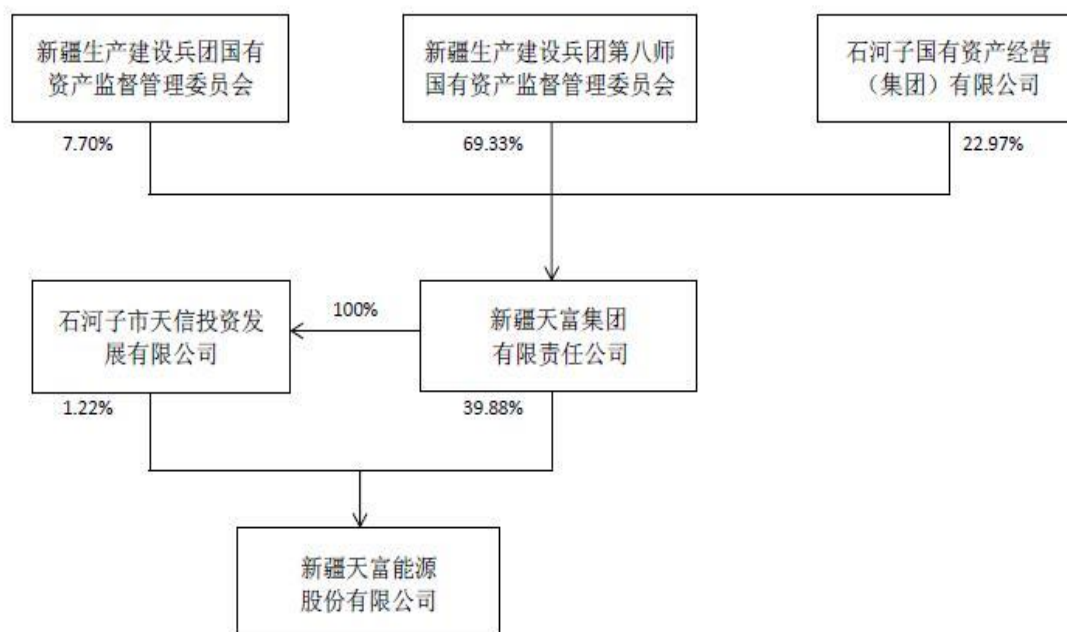 新疆生产建设兵团国有
资产监督管理委员会
新疆生产建设兵团第八师
国有资产监督管理委员会
石河子国有资产经营
（集团）有限公司
7.70%
69.33%
22.97%
石河子市天信投资发
展有限公司
100%
新疆天富集团
有限责任公司
1.22%
39.88%
新疆天富能源
股份有限公司